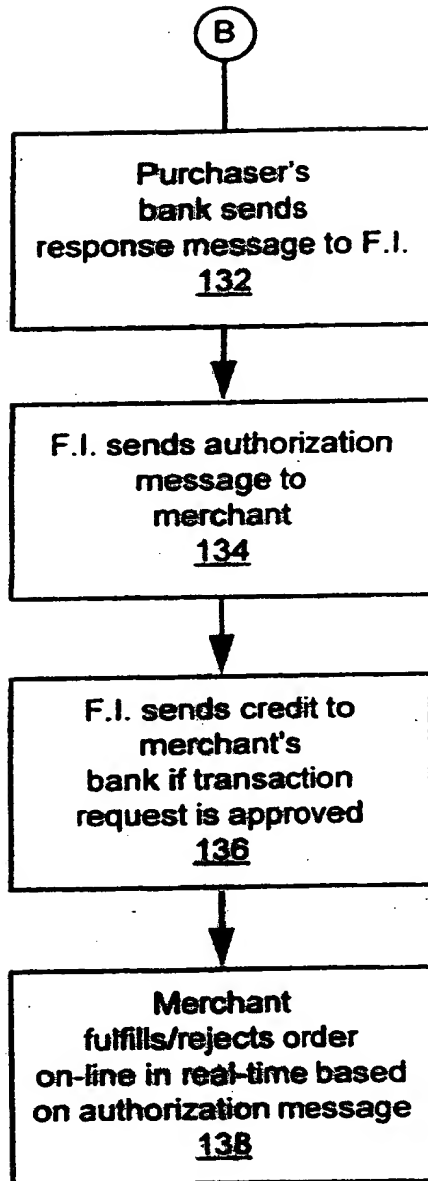 B
Purchaser's
bank sends
response message to F.I.
132
F.I. sends authorization
message to
merchant
134
F.I. sends credit to
merchant's
bank if transaction
request is approved
136
Merchant
fulfills/rejects order
on-line in real-time based
on authorization message
138